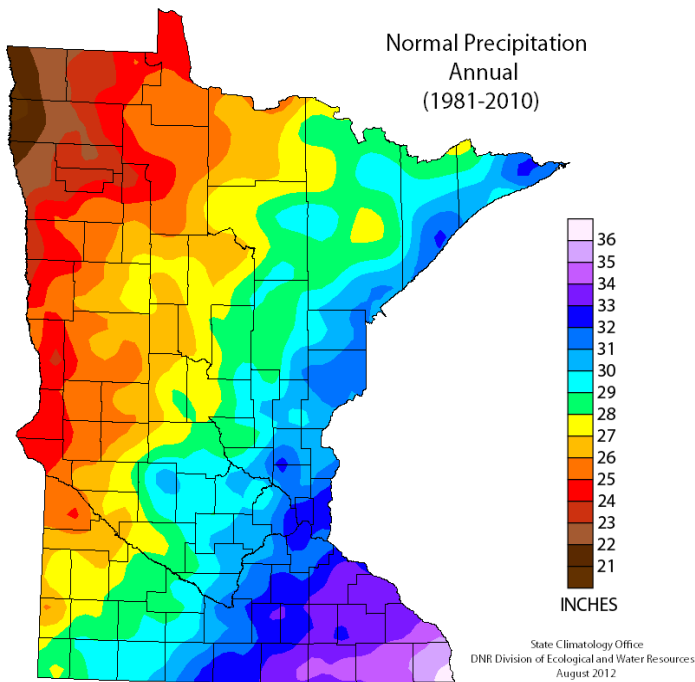 Normal Precipitation
Annual
(1981-2010)
36
35
34
33
32
31
30
29
28
27
26
25
24
23
22
21
INCHES
State Climatology Office
DNR Division of Ecological and Water Resources
August 2012